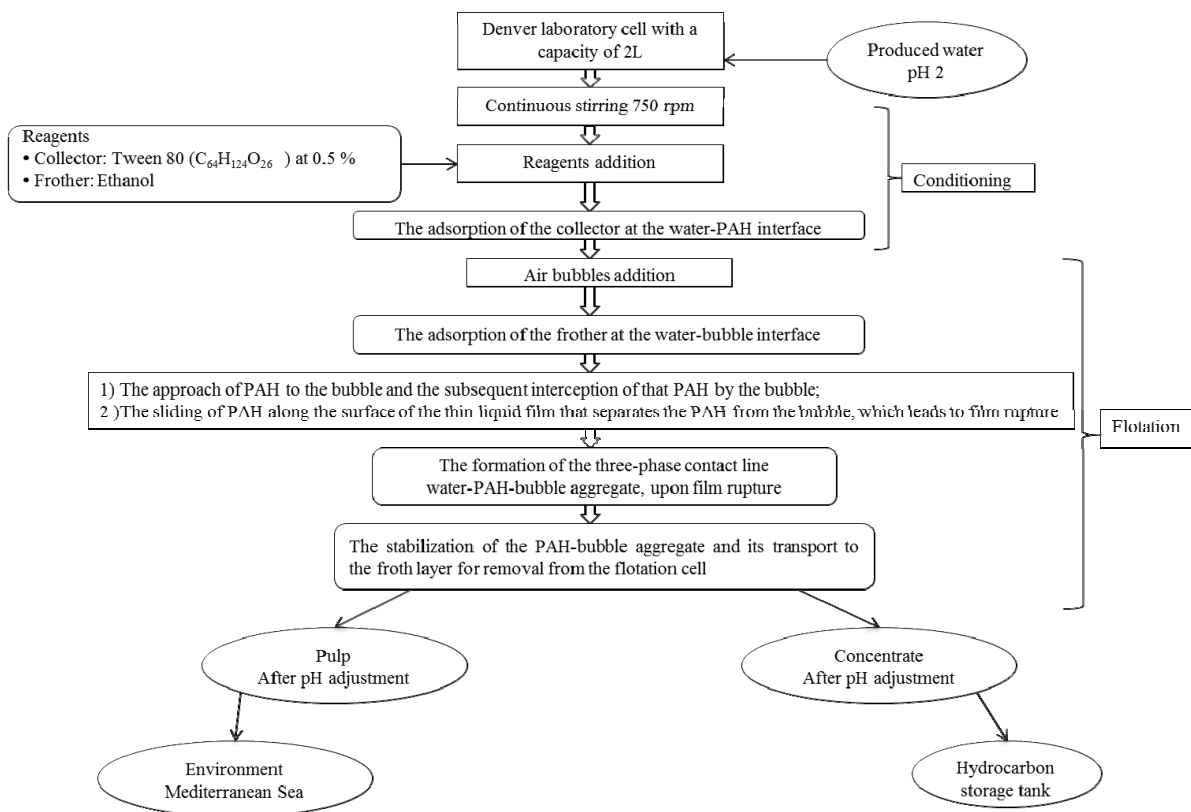 Denver laboratory cell with a
capacity of 2L
Produced water
pH 2
Continuous stirring 750 rpm
Reagents
• Collector: Tween 80 (C₆₄H₁₂₄O₂₆ ) at 0.5 %
• Frother: Ethanol
Reagents addition
Conditioning
The adsorption of the collector at the water-PAH interface
Air bubbles addition
The adsorption of the frother at the water-bubble interface
1) The approach of PAH to the bubble and the subsequent interception of that PAH by the bubble;
2 )The sliding of PAH along the surface of the thin liquid film that separates the PAH from the bubble, which leads to film rupture
Flotation
The formation of the three-phase contact line
water-PAH-bubble aggregate, upon film rupture
The stabilization of the PAH-bubble aggregate and its transport to
the froth layer for removal from the flotation cell
Pulp
After pH adjustment
Concentrate
After pH adjustment
Environment
Mediterranean Sea
Hydrocarbon
storage tank